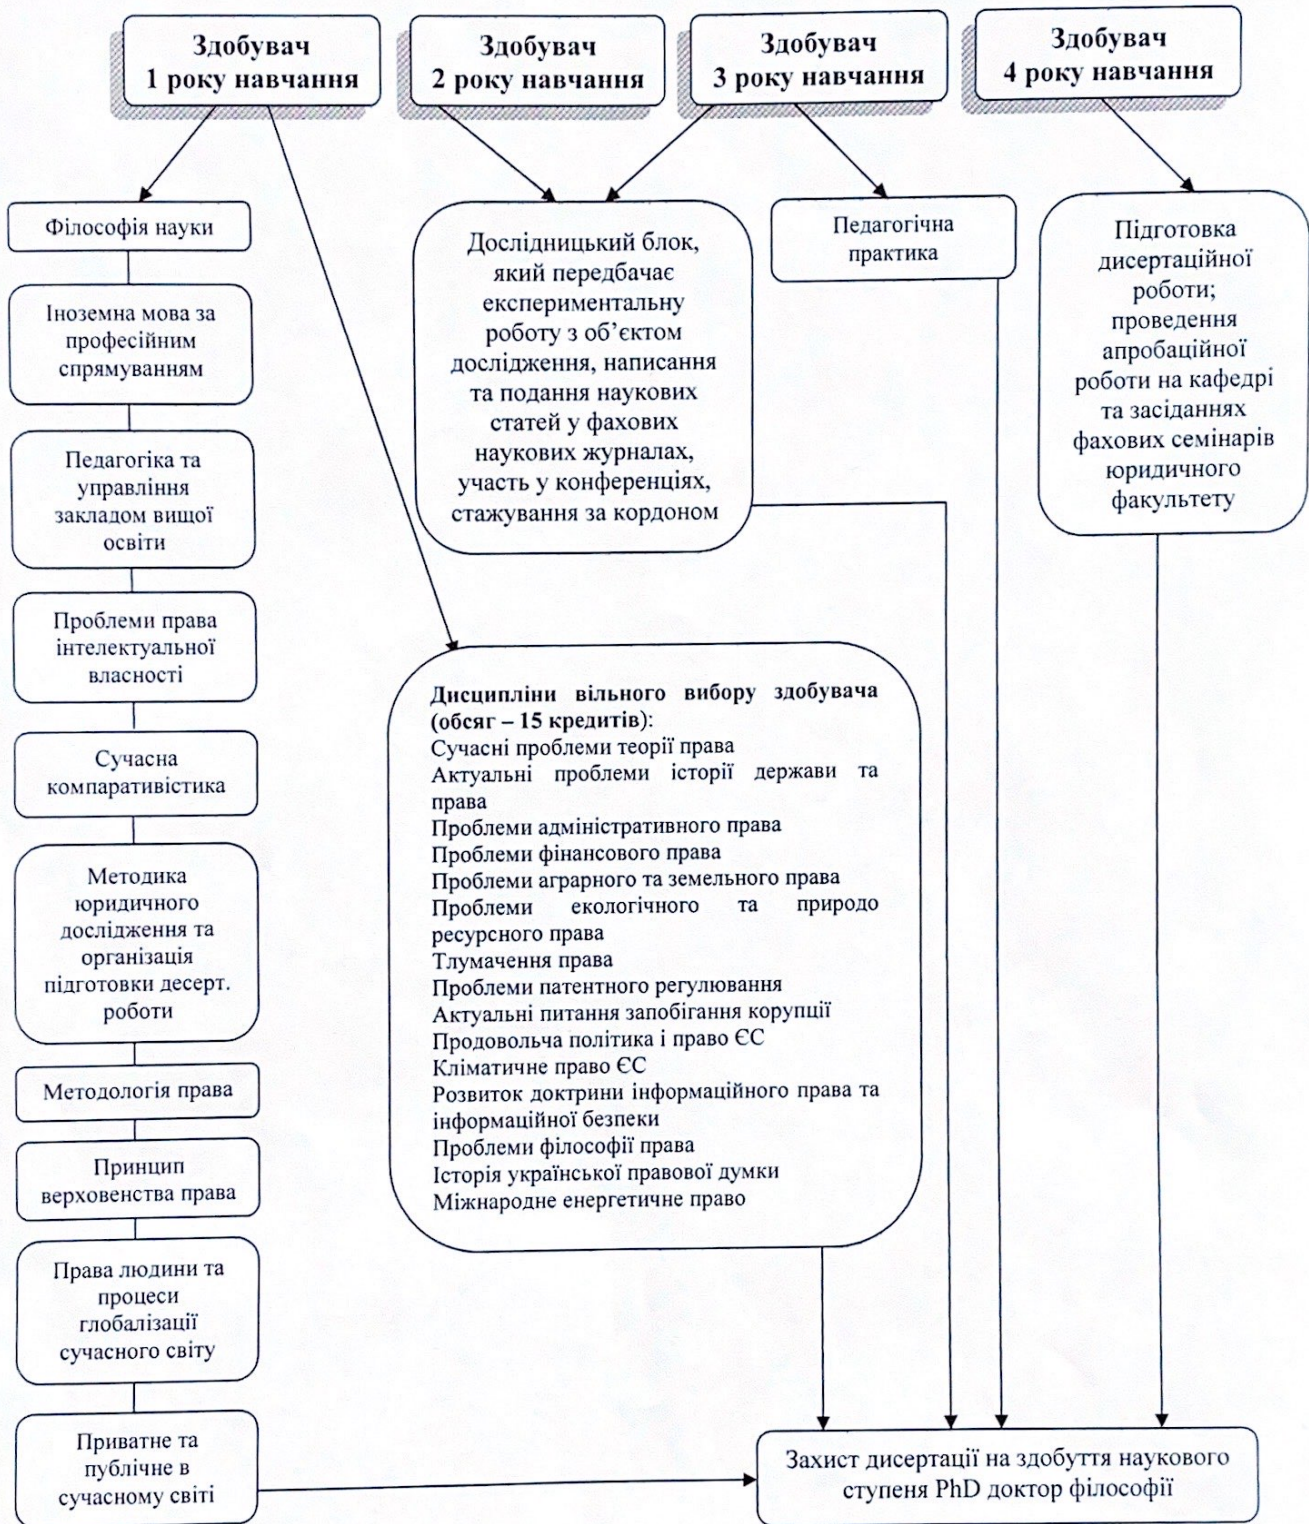 Здобувач
1 року навчання
Здобувач
2 року навчання
Здобувач
3 року навчання
Здобувач
4 року навчання
Філософія науки
Іноземна мова за
професійним
спрямуванням
Педагогіка та
управління
закладом вищої
освіти
Проблеми права
інтелектуальної
власності
Сучасна
компаративістика
Методика
юридичного
дослідження та
організація
підготовки десерт.
роботи
Методологія права
Принцип
верховенства права
Права людини та
процеси
глобалізації
сучасного світу
Приватне та
публічне в
сучасному світі
Дослідницький блок,
який передбачає
експериментальну
роботу з об’єктом
дослідження, написання
та подання наукових
статей у фахових
наукових журналах,
участь у конференціях,
стажування за кордоном
Педагогічна
практика
Підготовка
дисертаційної
роботи;
проведення
апробаційної
роботи на кафедрі
та засіданнях
фахових семінарів
юридичного
факультету
Дисципліни вільного вибору здобувача
(обсяг – 15 кредитів):
Сучасні проблеми теорії права
Актуальні проблеми історії держави та
права
Проблеми адміністративного права
Проблеми фінансового права
Проблеми аграрного та земельного права
Проблеми екологічного та природо
ресурсного права
Тлумачення права
Проблеми патентного регулювання
Актуальні питання запобігання корупції
Продовольча політика і право ЄС
Кліматичне право ЄС
Розвиток доктрини інформаційного права та
інформаційної безпеки
Проблеми філософії права
Історія української правової думки
Міжнародне енергетичне право
Захист дисертації на здобуття наукового
ступеня PhD доктор філософії